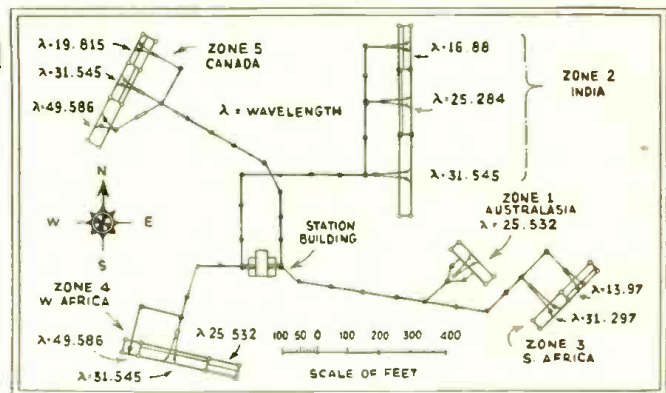 λ=19.815
ZONE 5
CANADA
λ=31.545
λ=49.586
λ = WAVELENGTH
λ=16.88
λ=25.284
λ=31.545
ZONE 2
INDIA
N
W E
S
STATION
BUILDING
ZONE 1
AUSTRALASIA
λ = 25.532
ZONE 4
W AFRICA
λ=49.586
λ=31.545
λ 25 532
λ=13.97
λ=31.297
ZONE 3
S. AFRICA
100 50 0 100 200 300 400
SCALE OF FEET